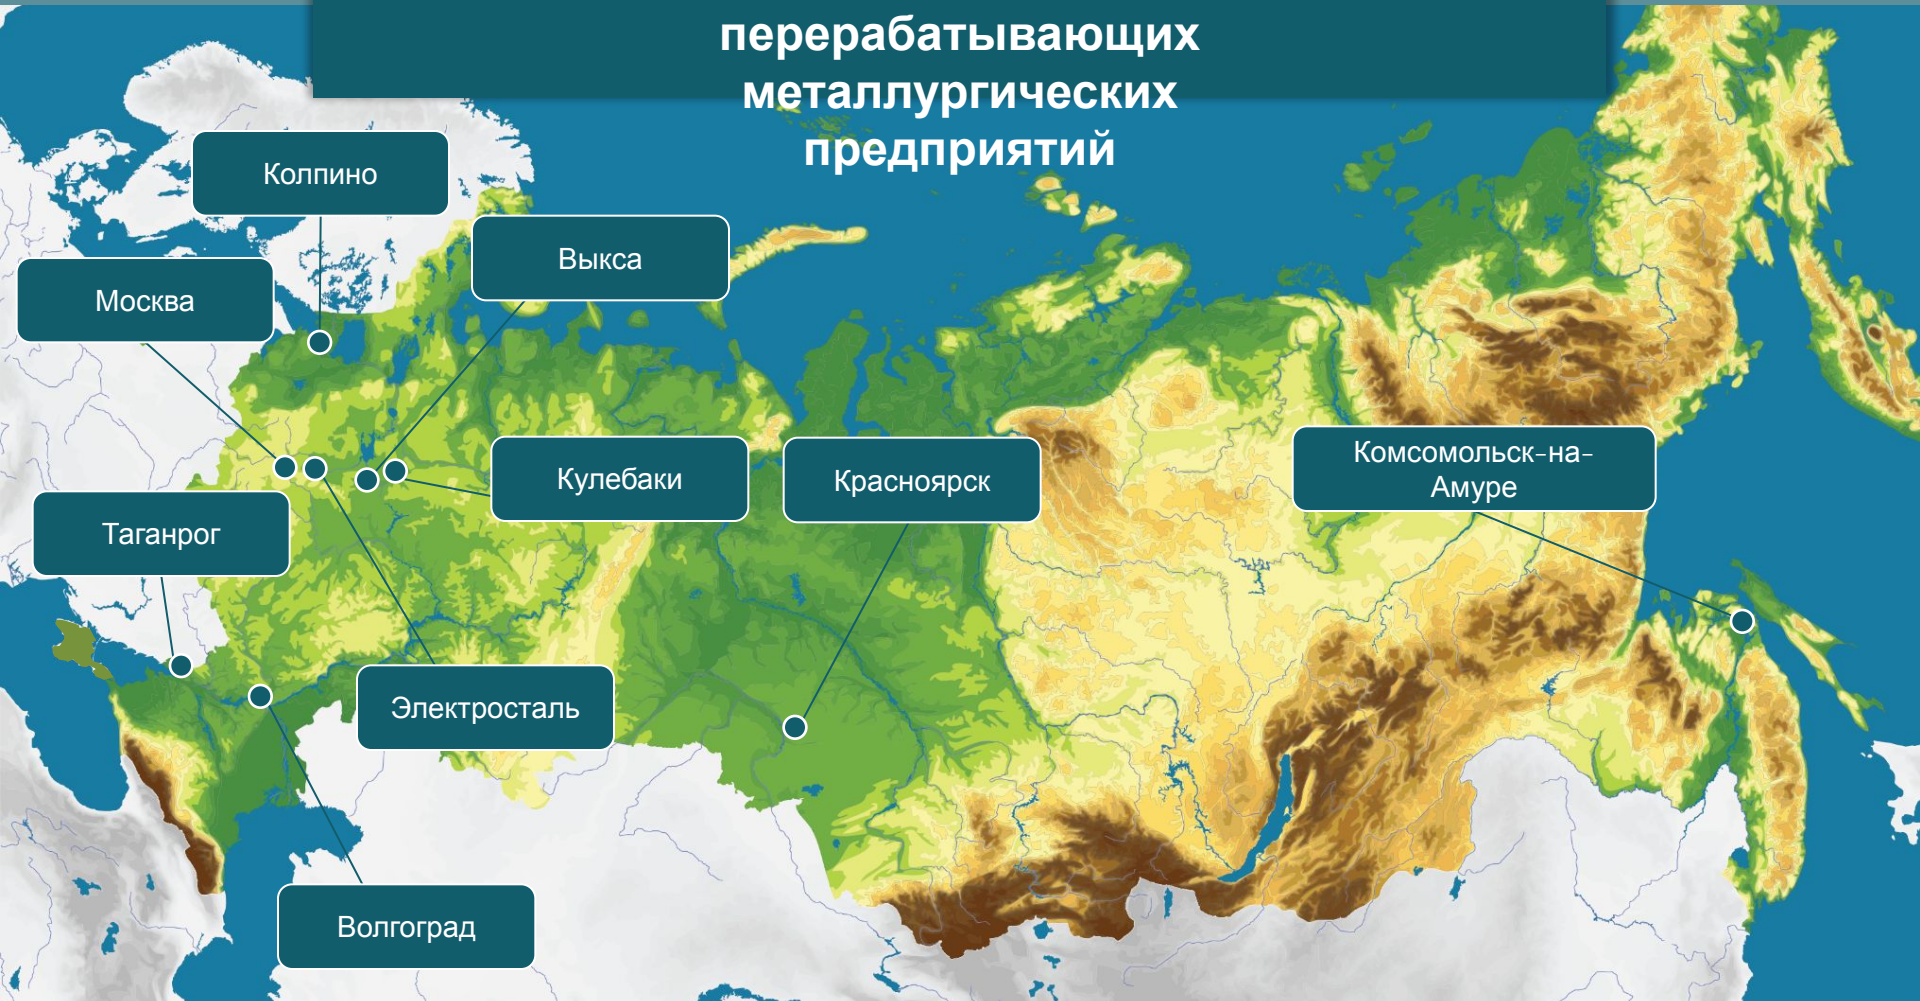 перерабатывающих
металлургических
предприятий
Колпино
Выкса
Москва
Кулебаки
Красноярск
Комсомольск-на-
Амуре
Таганрог
Электросталь
Волгоград